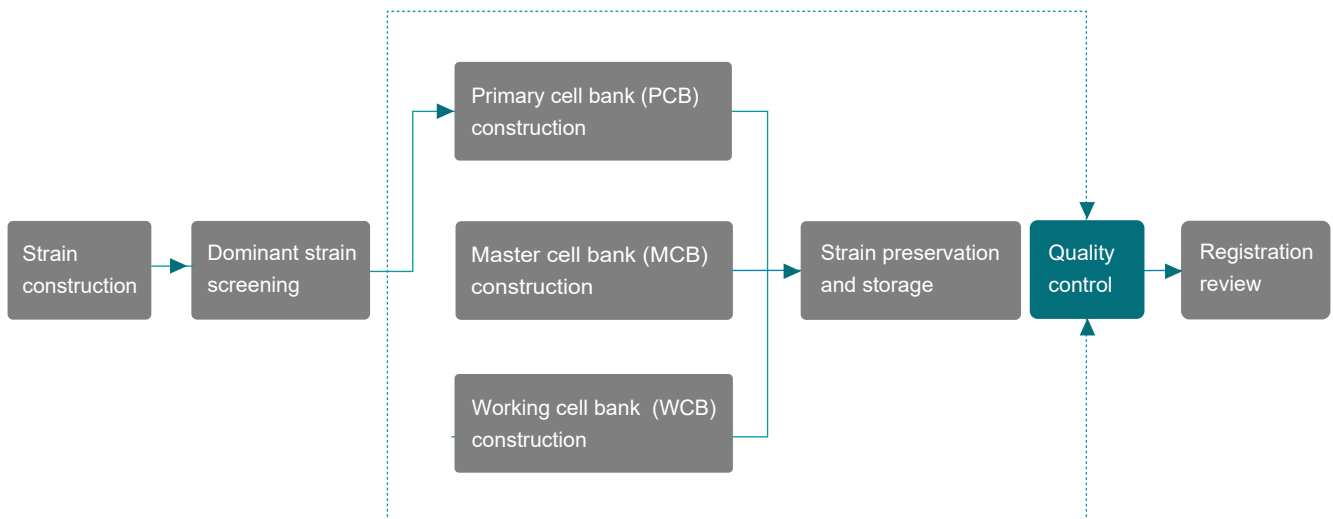 Strain
construction
Dominant strain
screening
Primary cell bank (PCB)
construction
Master cell bank (MCB)
construction
Working cell bank  (WCB)
construction
Strain preservation
and storage
Quality
control
Registration
review